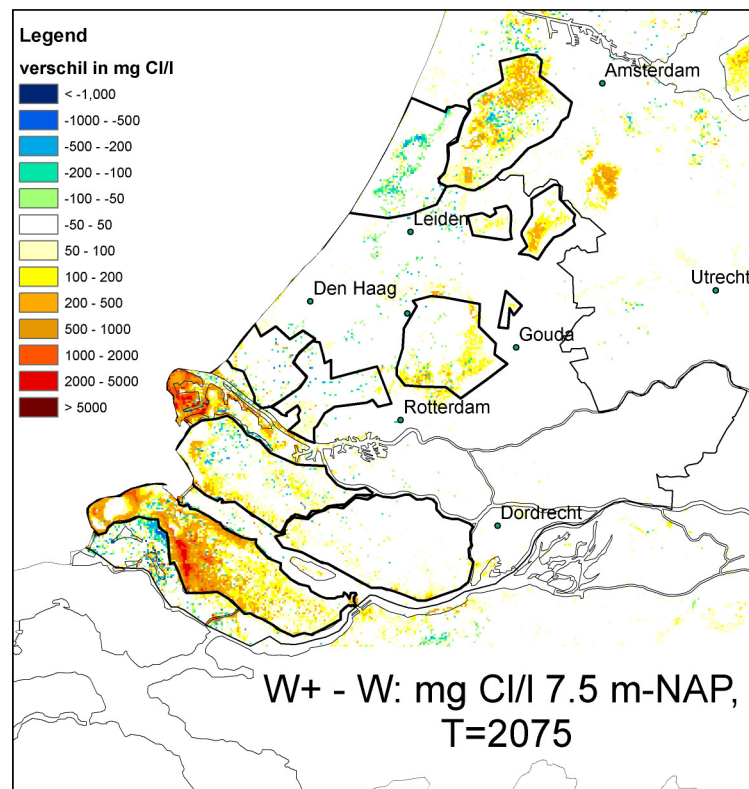 Legend
verschil in mg Cl/l
< -1,000
-1000 - -500
-500 - -200
-200 - -100
-100 - -50
-50 - 50
50 - 100
100 - 200
200 - 500
500 - 1000
1000 - 2000
2000 - 5000
> 5000
Amsterdam
Leiden
Utrecht
Den Haag
Gouda
Rotterdam
Dordrecht
W+ - W: mg Cl/l 7.5 m-NAP,
T=2075